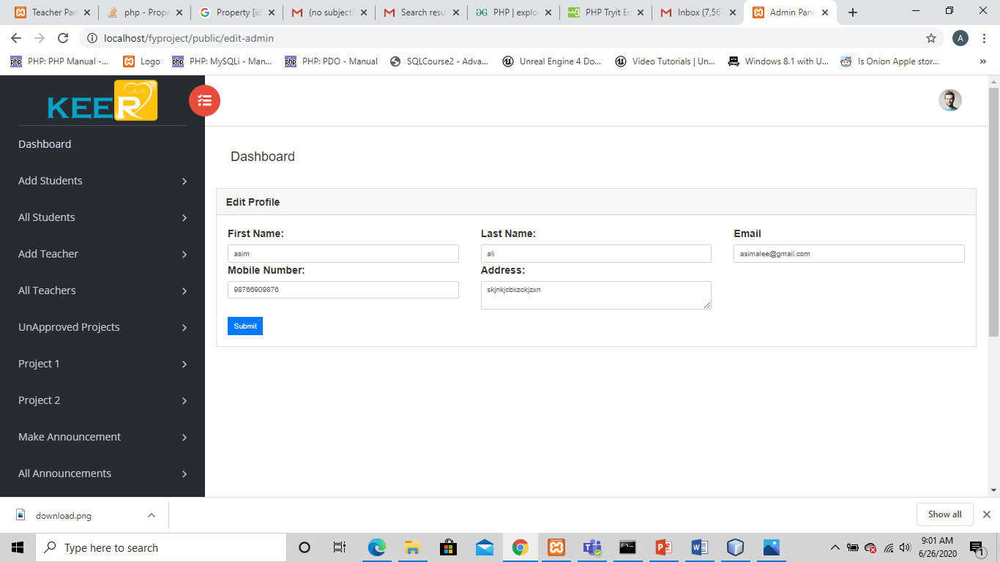 Teacher Pan
php - Prope
Property [id
(no subject)
Search resu
PHP | explo
PHP Tryit Ed
Inbox (7,567
Admin Pane
localhost/fyproject/public/edit-admin
A
PHP: PHP Manual -...
Logo
PHP: MySQLi - Man...
PHP: PDO - Manual
SQLCourse2 - Adva...
Unreal Engine 4 Do...
Video Tutorials | Un...
Windows 8.1 with U...
Is Onion Apple stor...
KEER
Dashboard
Add Students
All Students
Add Teacher
All Teachers
UnApproved Projects
Project 1
Project 2
Make Announcement
All Announcements
Dashboard
Edit Profile
First Name:
asim
Last Name:
ali
Email
asimalee@gmail.com
Mobile Number:
98766909876
Address:
skjnkjcbxzckjzxn
Submit
download.png
Show all
Type here to search
9:01 AM
6/26/2020
1